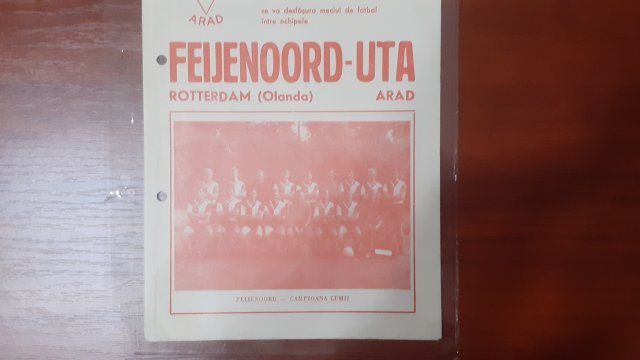 ARAD
se va desfășura meciul de fotbal
între echipele
FEIJENOORD-UTA
ROTTERDAM (Olanda) ARAD
FEIJENOORD — CAMPIOANA LUMII